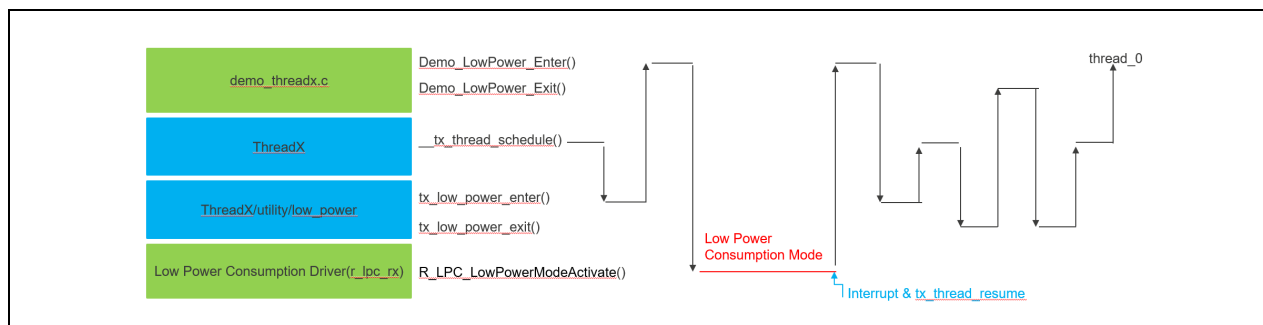 demo_threadx.c
Demo_LowPower_Enter()
Demo_LowPower_Exit()
thread_0
ThreadX
__tx_thread_schedule()
ThreadX/utility/low_power
tx_low_power_enter()
tx_low_power_exit()
Low Power
Consumption Mode
Low Power Consumption Driver(r_lpc_rx)
R_LPC_LowPowerModeActivate()
Interrupt & tx_thread_resume